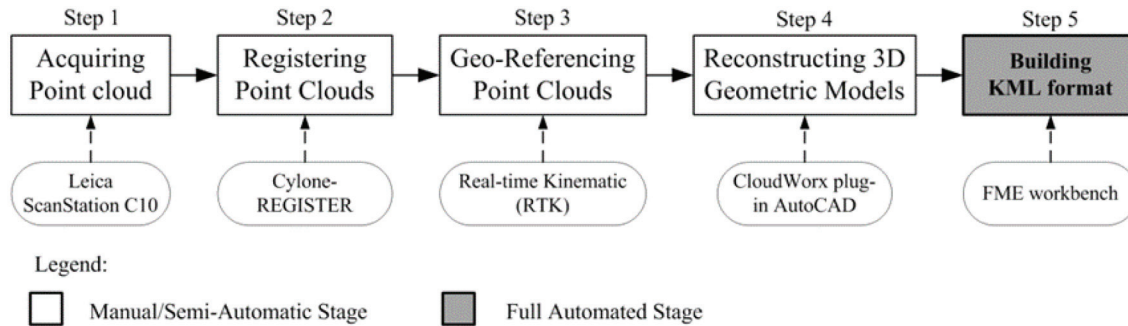 Step 1
Step 2
Step 3
Step 4
Step 5
Acquiring
Point cloud
Registering
Point Clouds
Geo-Referencing
Point Clouds
Reconstructing 3D
Geometric Models
Building
KML format
Leica
ScanStation C10
Cylone-
REGISTER
Real-time Kinematic
(RTK)
CloudWorx plug-
in AutoCAD
FME workbench
Legend:
Manual/Semi-Automatic Stage
Full Automated Stage